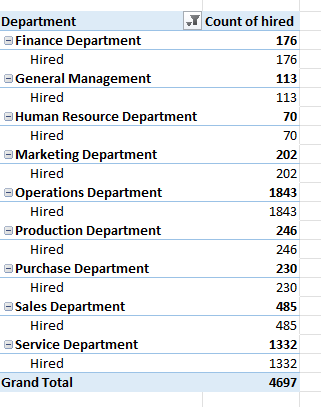 Department Count of hired
Finance Department 176
Hired 176
General Management 113
Hired 113
Human Resource Department 70
Hired 70
Marketing Department 202
Hired 202
Operations Department 1843
Hired 1843
Production Department 246
Hired 246
Purchase Department 230
Hired 230
Sales Department 485
Hired 485
Service Department 1332
Hired 1332
Grand Total 4697